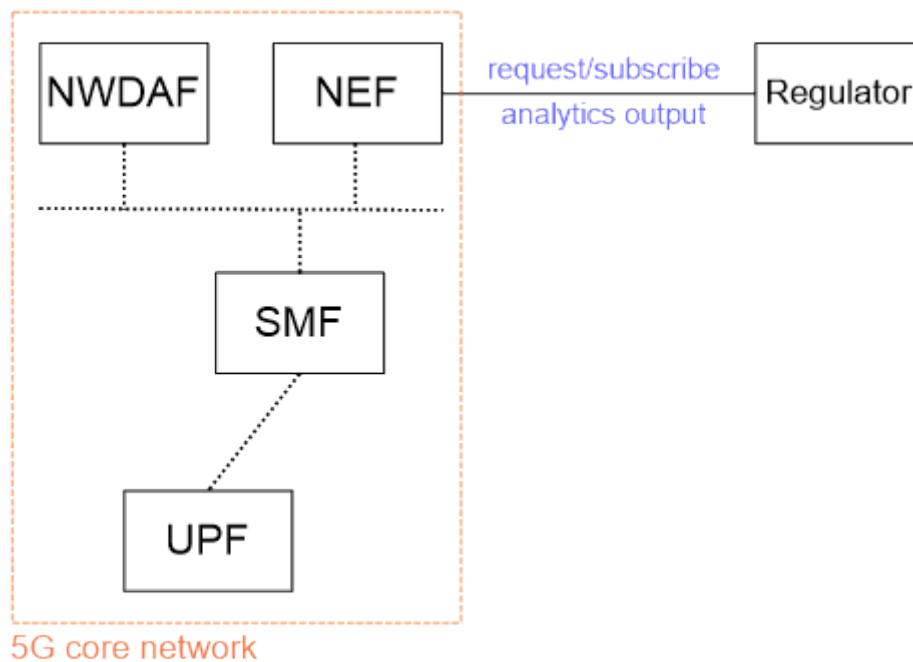 NWDAF
NEF
request/subscribe
analytics output
Regulator
SMF
UPF
5G core network